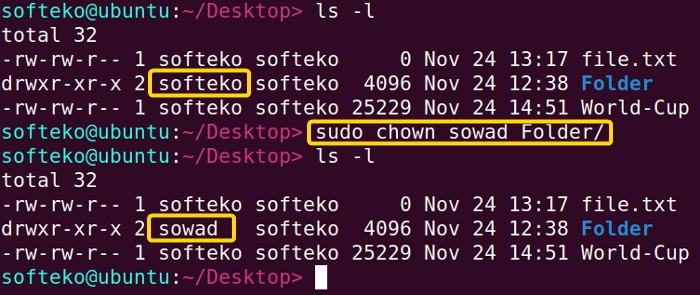 softeko@ubuntu:~/Desktop> ls -l
total 32
-rw-rw-r-- 1 softeko softeko     0 Nov 24 13:17 file.txt
drwxr-xr-x 2 softeko softeko  4096 Nov 24 12:38 Folder
-rw-rw-r-- 1 softeko softeko 25229 Nov 24 14:51 World-Cup
softeko@ubuntu:~/Desktop> sudo chown sowad Folder/
softeko@ubuntu:~/Desktop> ls -l
total 32
-rw-rw-r-- 1 softeko softeko     0 Nov 24 13:17 file.txt
drwxr-xr-x 2 sowad   softeko  4096 Nov 24 12:38 Folder
-rw-rw-r-- 1 softeko softeko 25229 Nov 24 14:51 World-Cup
softeko@ubuntu:~/Desktop>